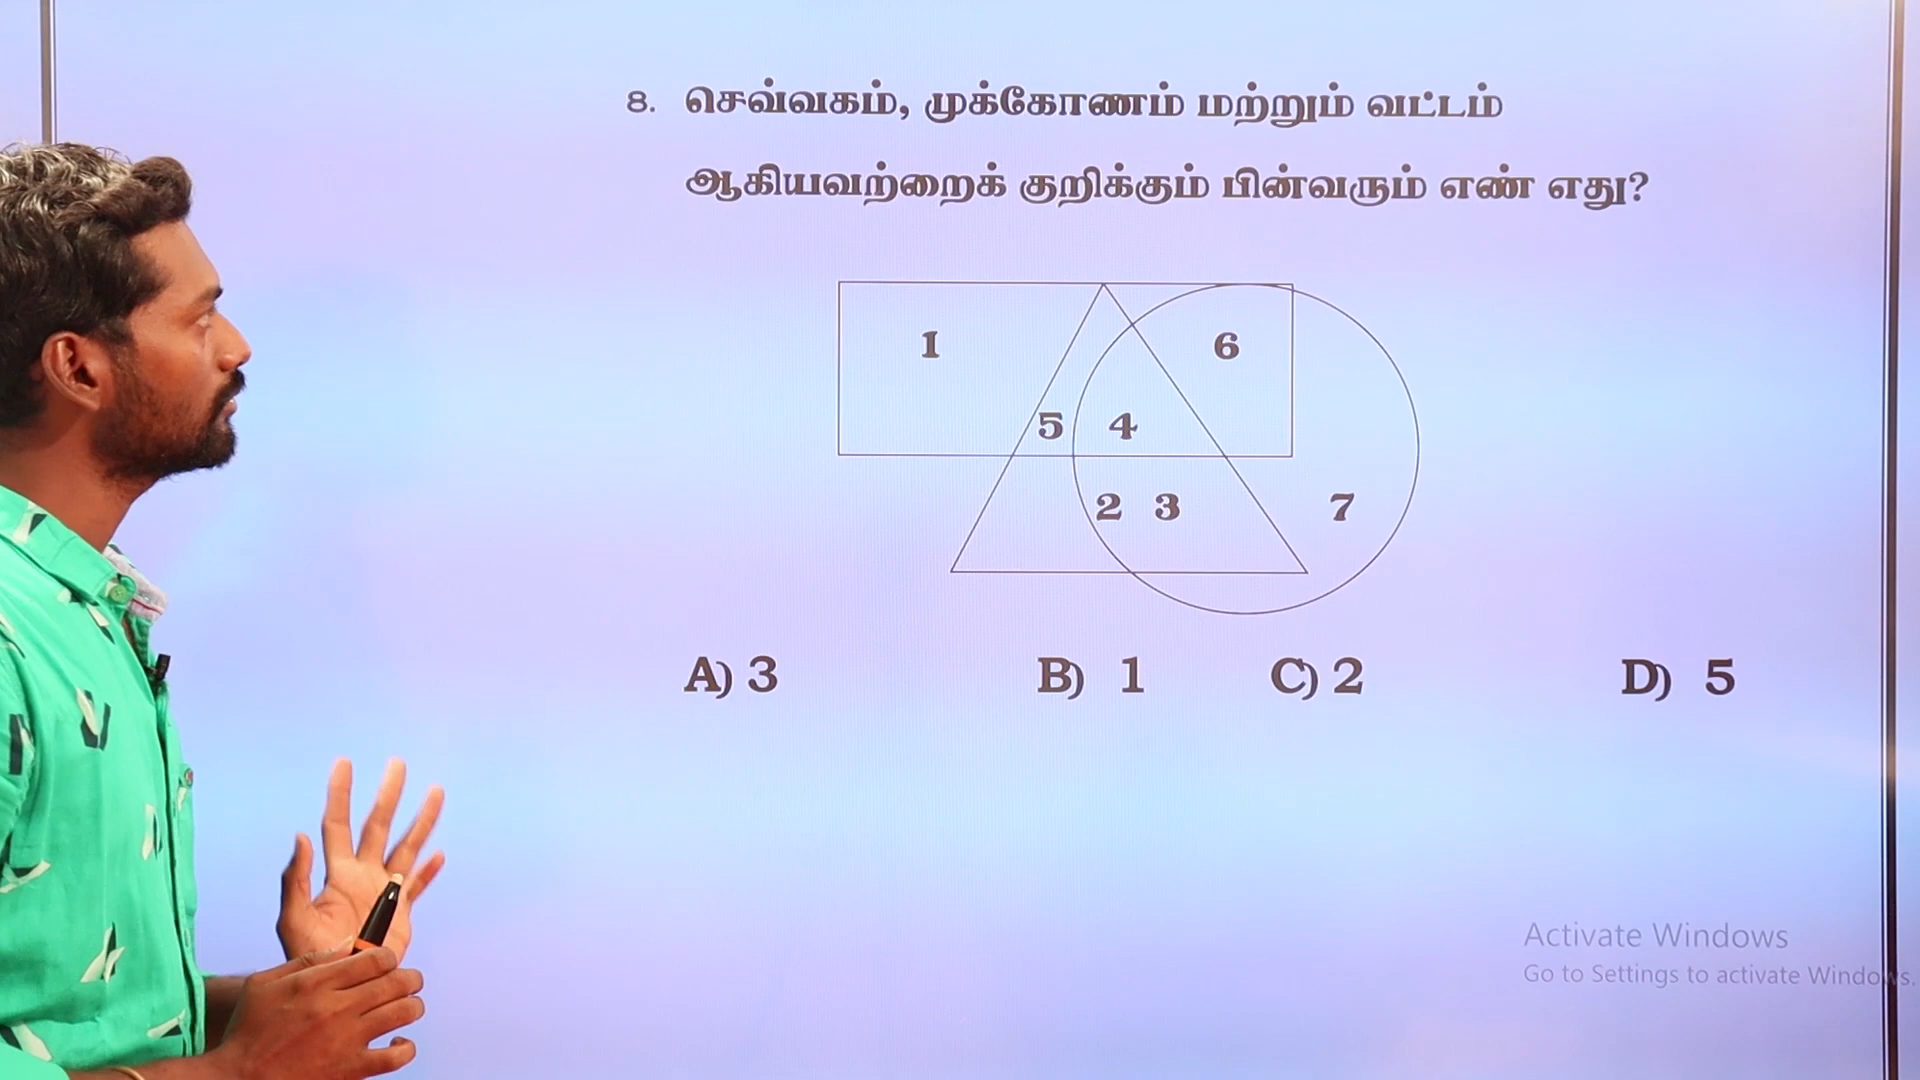 8. செவ்வகம், முக்கோணம் மற்றும் வட்டம்
ஆகியவற்றைக் குறிக்கும் பின்வரும் எண் எது?
1
6
5 4
2 3 7
A) 3 B) 1 C) 2 D) 5
Activate Windows
Go to Settings to activate Windows.